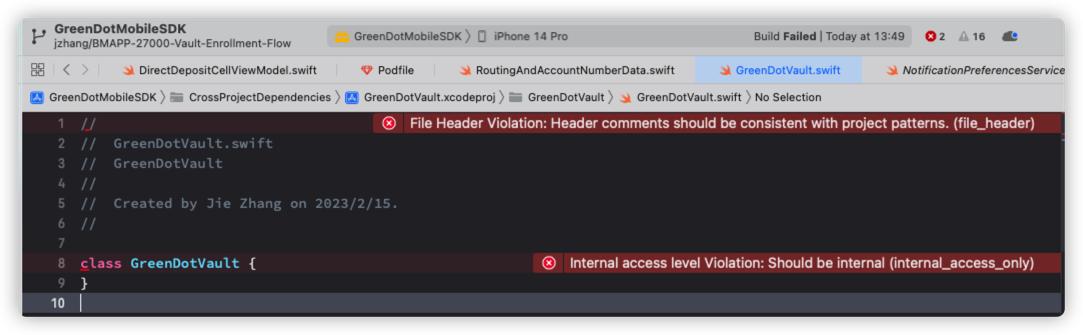 GreenDotMobileSDK
jzhang/BMAPP-27000-Vault-Enrollment-Flow
GreenDotMobileSDK 〉 iPhone 14 Pro
Build Failed | Today at 13:49
2 16
DirectDepositCellViewModel.swift Podfile RoutingAndAccountNumberData.swift GreenDotVault.swift NotificationPreferencesService
GreenDotMobileSDK 〉 CrossProjectDependencies 〉 GreenDotVault.xcodeproj 〉 GreenDotVault 〉 GreenDotVault.swift 〉 No Selection
1 // File Header Violation: Header comments should be consistent with project patterns. (file_header)
2 //  GreenDotVault.swift
3 //  GreenDotVault
4 //
5 //  Created by Jie Zhang on 2023/2/15.
6 //
7
8 class GreenDotVault { Internal access level Violation: Should be internal (internal_access_only)
9 }
10